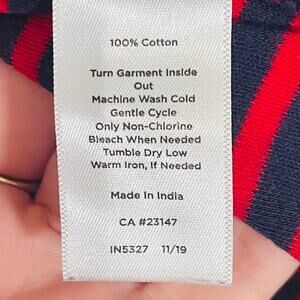 100% Cotton
Turn Garment Inside
Out
Machine Wash Cold
Gentle Cycle
Only Non-Chlorine
Bleach When Needed
Tumble Dry Low
Warm Iron, If Needed
Made In India
CA #23147
IN5327 11/19